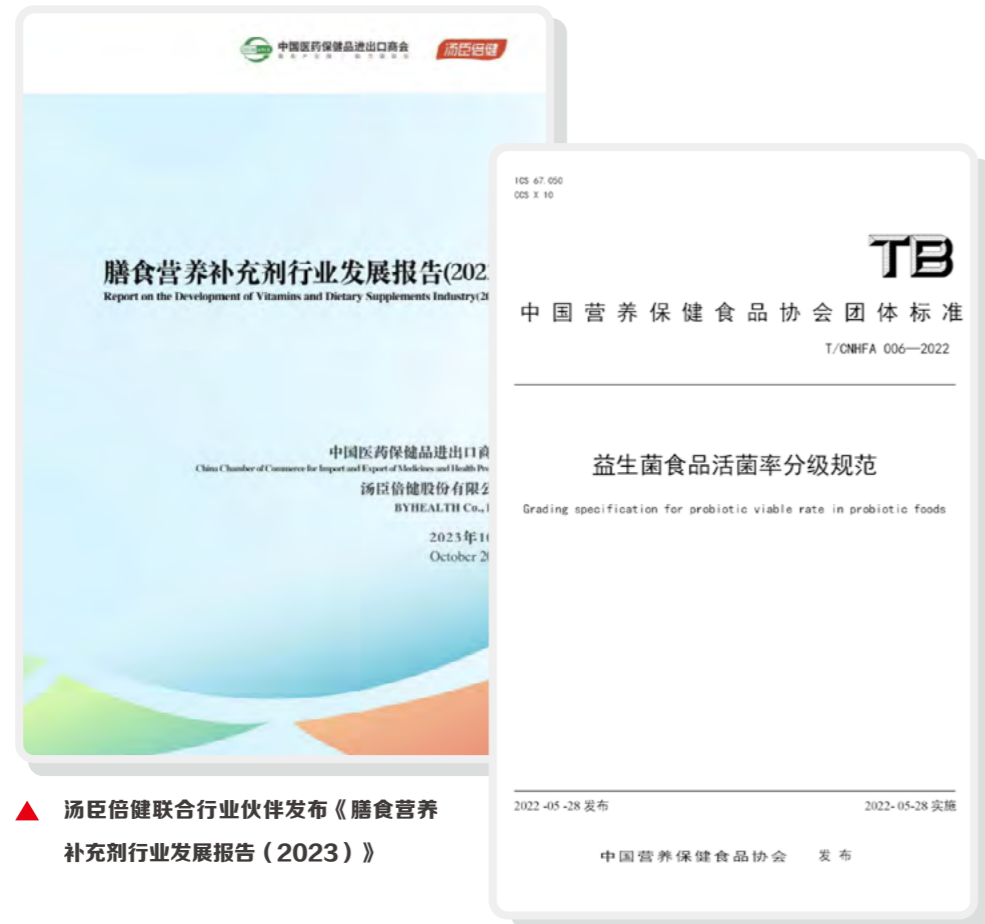 中国医药保健品进出口商会
汤臣倍健
膳食营养补充剂行业发展报告(202
Report on the Development of Vitamins and Dietary Supplements Industry(20
中国医药保健品进出口商
China Chamber of Commerce for Import and Export of Medicines and Health Pro
汤臣倍健股份有限公
BYHEALTH Co.,
2023年10
October 20
汤臣倍健联合行业伙伴发布《膳食营养
补充剂行业发展报告（2023）》
ICS 67.050
CCS X 10
TB
中国营养保健食品协会团体标准
T/CNHFA 006—2022
益生菌食品活菌率分级规范
Grading specification for probiotic viable rate in probiotic foods
2022-05-28 发布
2022-05-28 实施
中国营养保健食品协会 发布